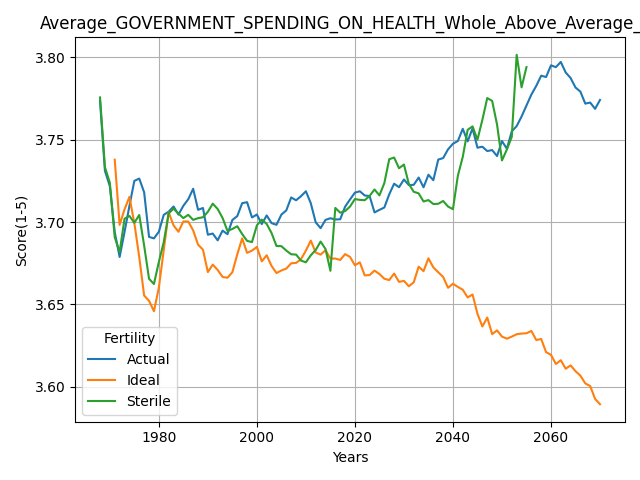 Average_GOVERNMENT_SPENDING_ON_HEALTH_Whole_Above_Average_
3.80
3.75
3.70
3.65
3.60
Score(1-5)
Fertility
Actual
Ideal
Sterile
1980
2000
2020
2040
2060
Years